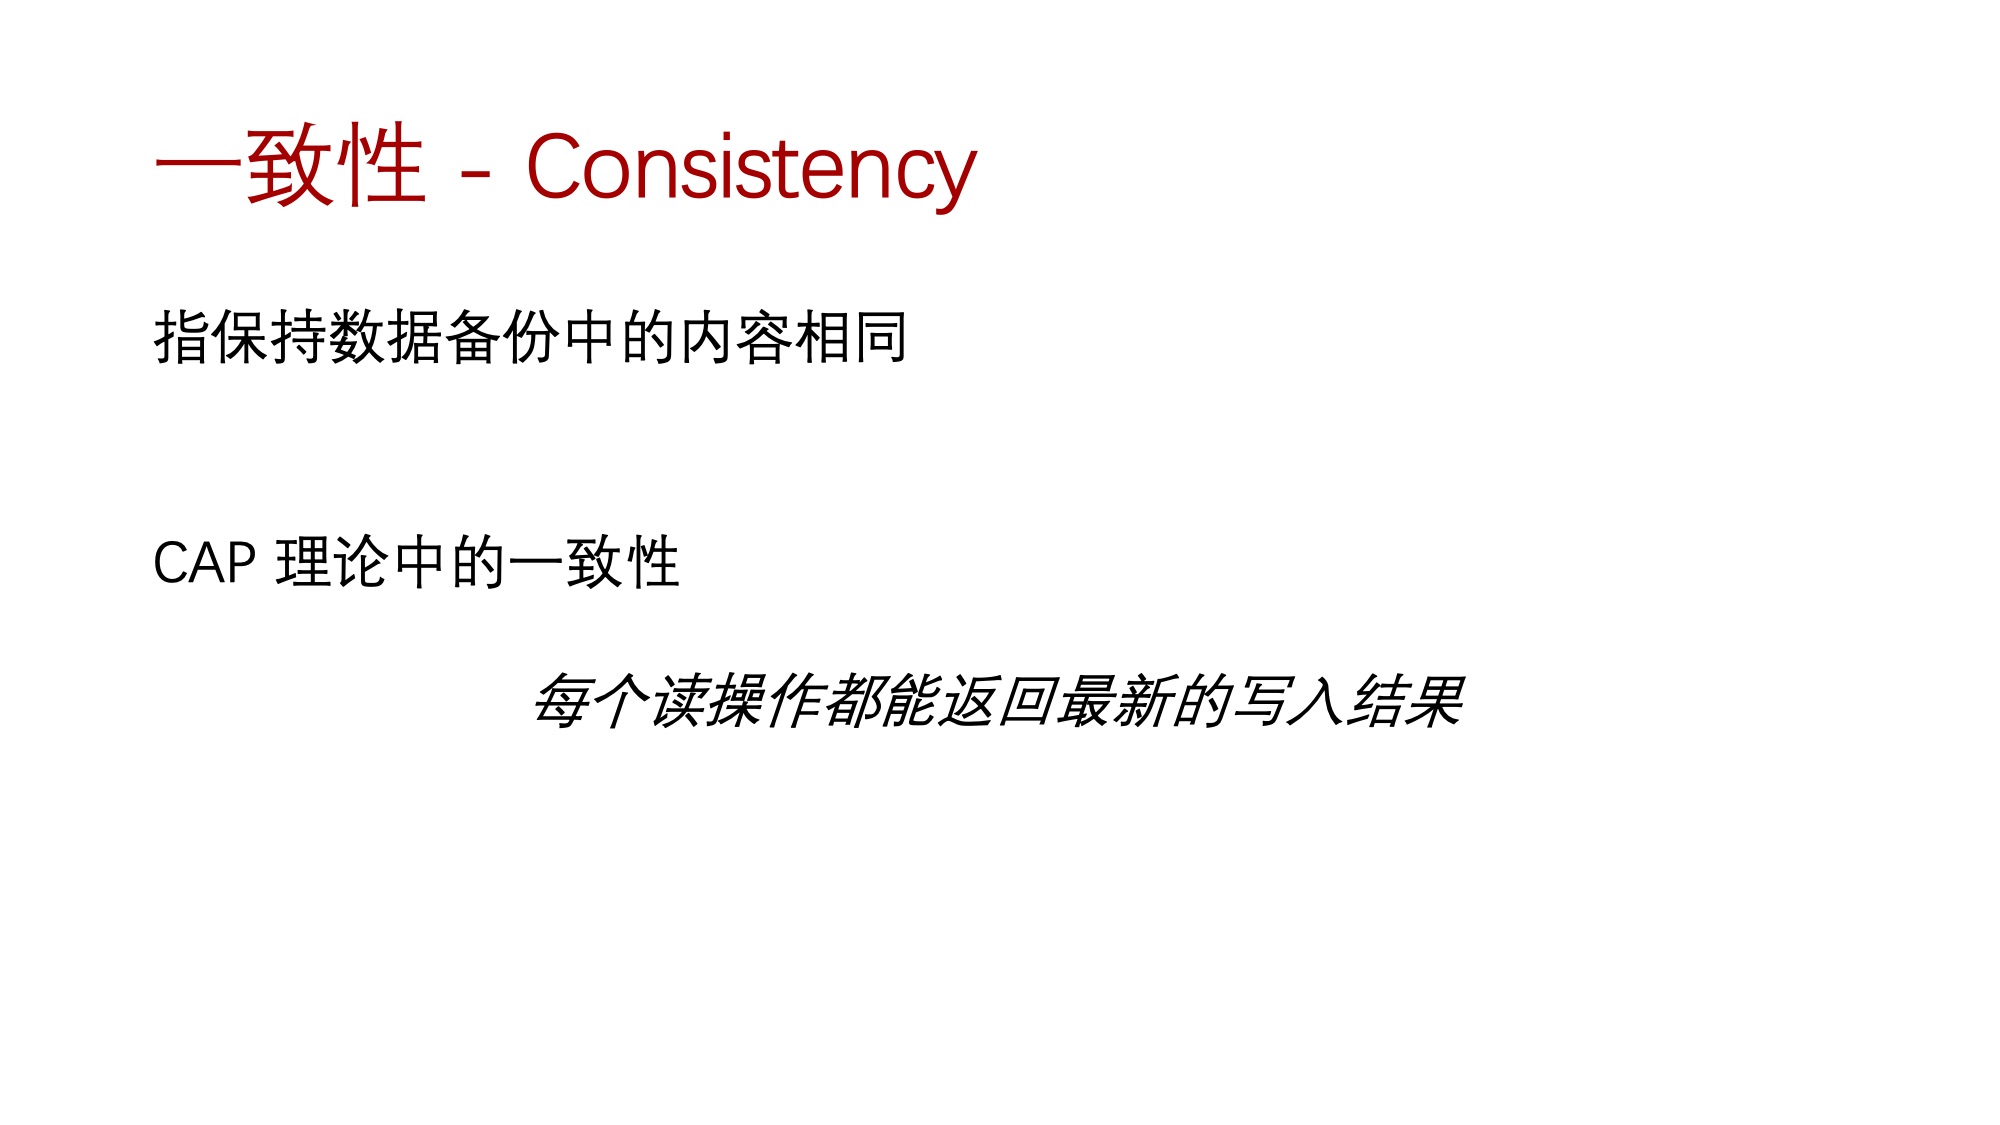 一致性 - Consistency
指保持数据备份中的内容相同
CAP 理论中的一致性
每个读操作都能返回最新的写入结果